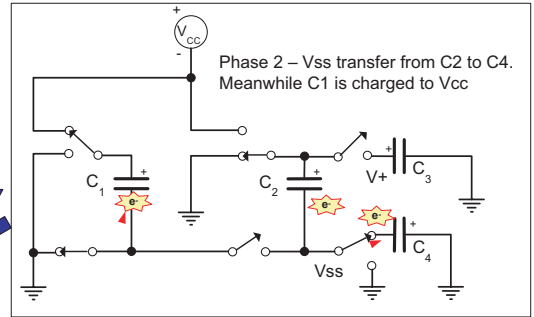 +
VCC
-
Phase 2 – Vss transfer from C2 to C4.
Meanwhile C1 is charged to Vcc
+
C1
e-
+
C2
e-
+
V+
C3
e-
+
C4
Vss